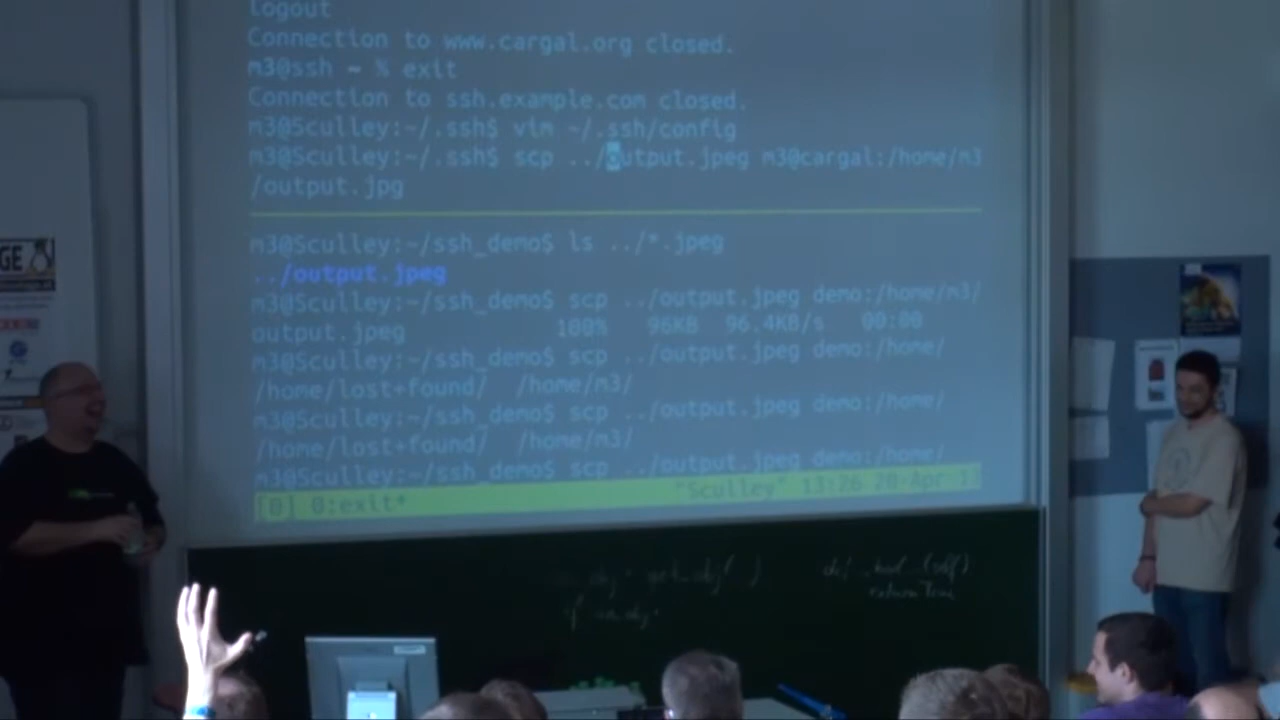 logout
Connection to www.cargal.org closed.
m3@ssh ~ % exit
Connection to ssh.example.com closed.
m3@Sculley:~/.ssh$ vim ~/.ssh/config
m3@Sculley:~/.ssh$ scp ../output.jpeg m3@cargal:/home/m3
/output.jpg
m3@Sculley:~/ssh_demo$ ls ../*.jpeg
../output.jpeg
m3@Sculley:~/ssh_demo$ scp ../output.jpeg demo:/home/m3/
output.jpeg 100% 96KB 96.4KB/s 00:00
m3@Sculley:~/ssh_demo$ scp ../output.jpeg demo:/home/
/home/lost+found/ /home/m3/
m3@Sculley:~/ssh_demo$ scp ../output.jpeg demo:/home/
/home/lost+found/ /home/m3/
m3@Sculley:~/ssh_demo$ scp ../output.jpeg demo:/home/
[0] 0:exit* "Sculley" 13:26 20-Apr-1
GE